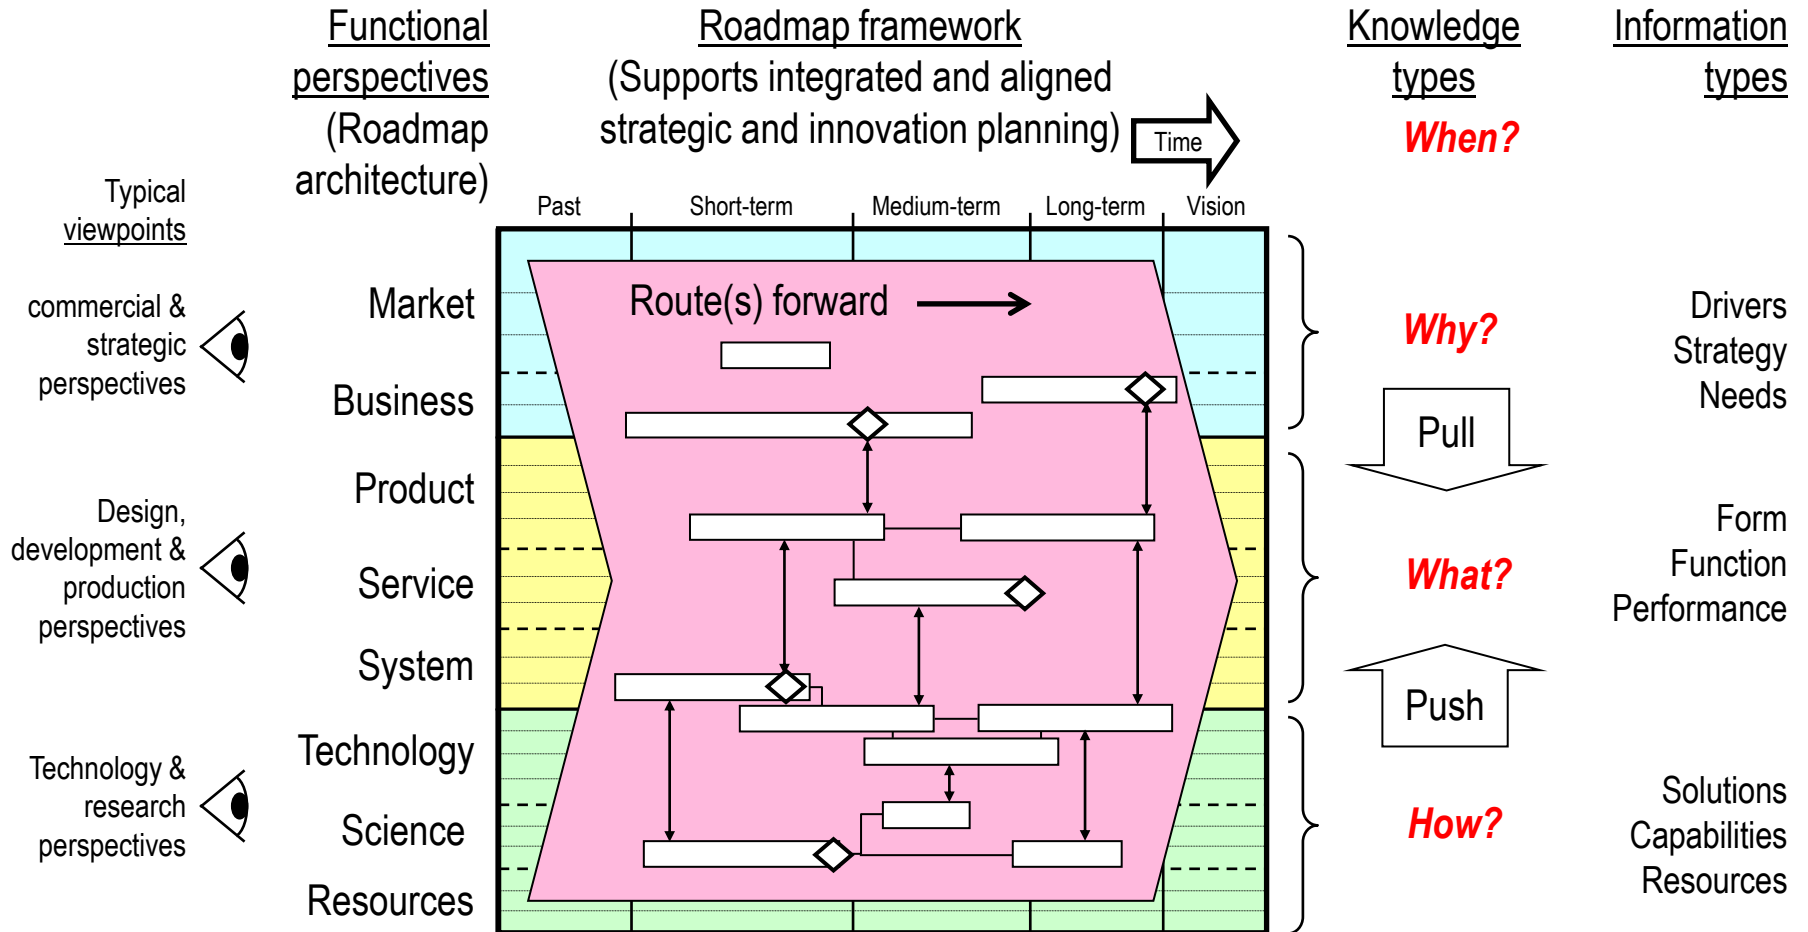 Functional
perspectives
(Roadmap
architecture)
Roadmap framework
(Supports integrated and aligned
strategic and innovation planning)
Time
Knowledge
types
When?
Information
types
Typical
viewpoints
Past
Short-term
Medium-term
Long-term
Vision
commercial &
strategic
perspectives
Market
Business
Route(s) forward
Why?
Drivers
Strategy
Needs
Pull
Design,
development &
production
perspectives
Product
Service
System
What?
Form
Function
Performance
Push
Technology &
research
perspectives
Technology
Science
Resources
How?
Solutions
Capabilities
Resources